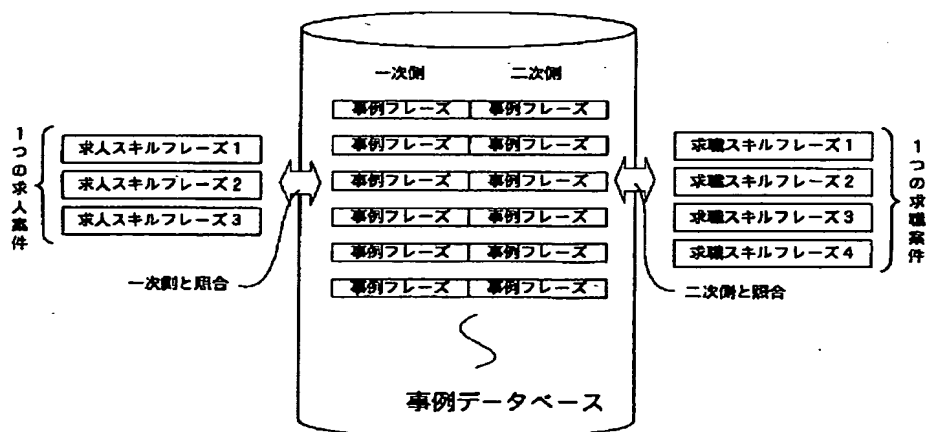 一次側 二次側
事例フレーズ 事例フレーズ
事例フレーズ 事例フレーズ
事例フレーズ 事例フレーズ
事例フレーズ 事例フレーズ
事例フレーズ 事例フレーズ
事例フレーズ 事例フレーズ
1つの求人案件
求人スキルフレーズ1
求人スキルフレーズ2
求人スキルフレーズ3
一次側と照合
求職スキルフレーズ1
求職スキルフレーズ2
求職スキルフレーズ3
求職スキルフレーズ4
1つの求職案件
二次側と照合
事例データベース